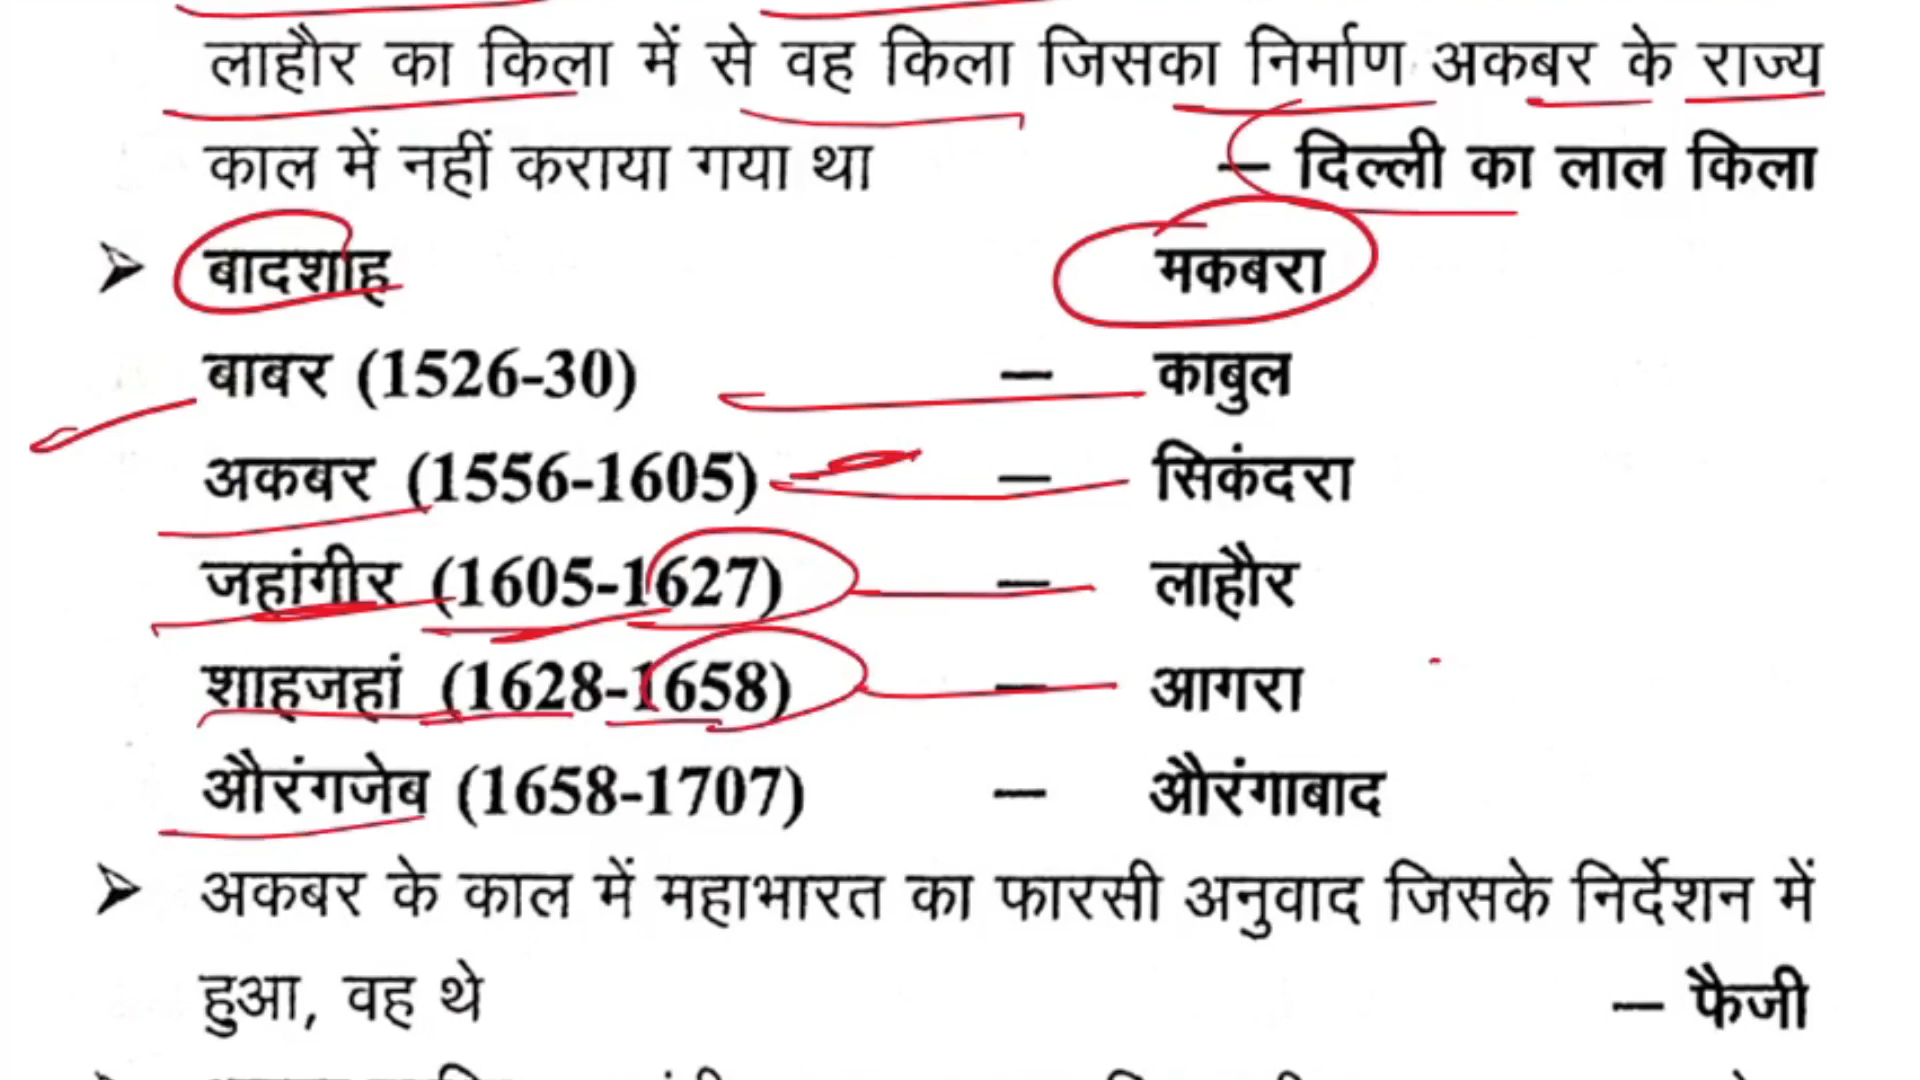 लाहौर का किला में से वह किला जिसका निर्माण अकबर के राज्य
काल में नहीं कराया गया था – दिल्ली का लाल किला
➢ बादशाह मकबरा
बाबर (1526-30) – काबुल
अकबर (1556-1605) – सिकंदरा
जहांगीर (1605-1627) – लाहौर
शाहजहां (1628-1658) – आगरा
औरंगजेब (1658-1707) – औरंगाबाद
➢ अकबर के काल में महाभारत का फारसी अनुवाद जिसके निर्देशन में
हुआ, वह थे – फैजी